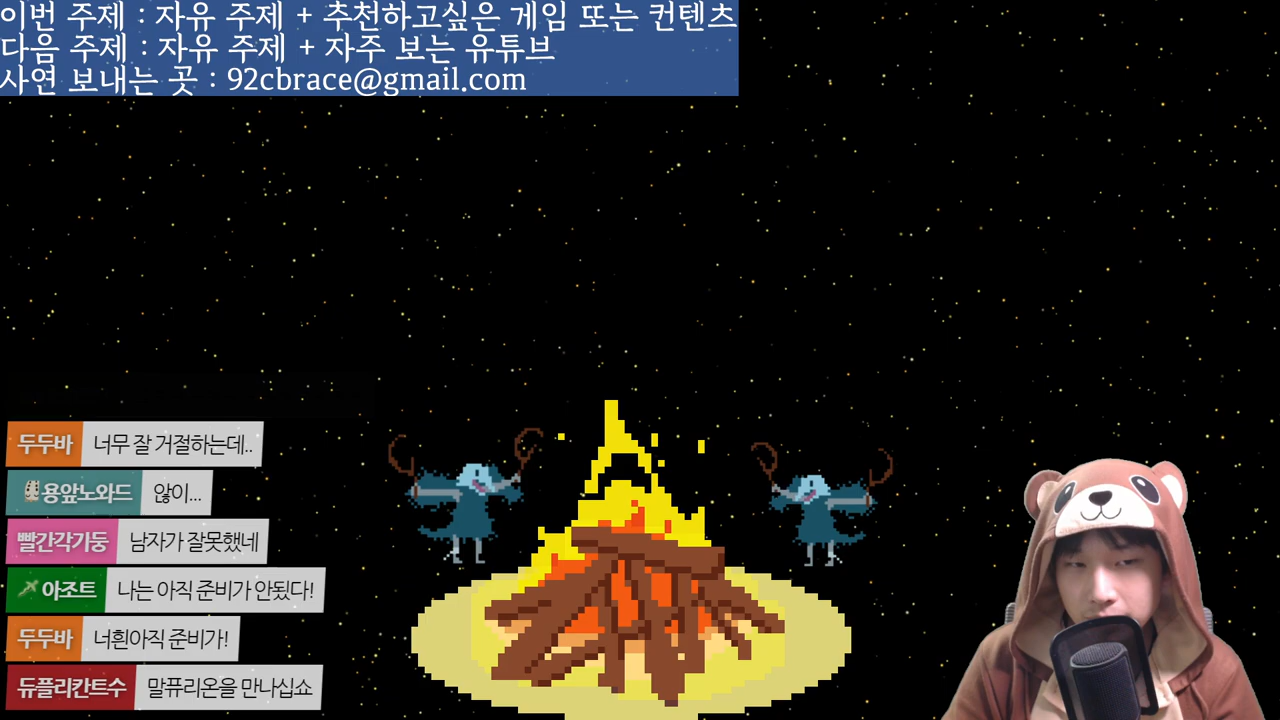 이번 주제 : 자유 주제 + 추천하고싶은 게임 또는 컨텐츠
다음 주제 : 자유 주제 + 자주 보는 유튜브
사연 보내는 곳 : 92cbrace@gmail.com
두두바 너무 잘 거절하는데..
용앞노와드 않이...
빨간각기둥 남자가 잘못했네
아조트 나는 아직 준비가 안됬다!
두두바 너흰아직 준비가!
듀플리칸트수 말퓨리온을 만나십쇼